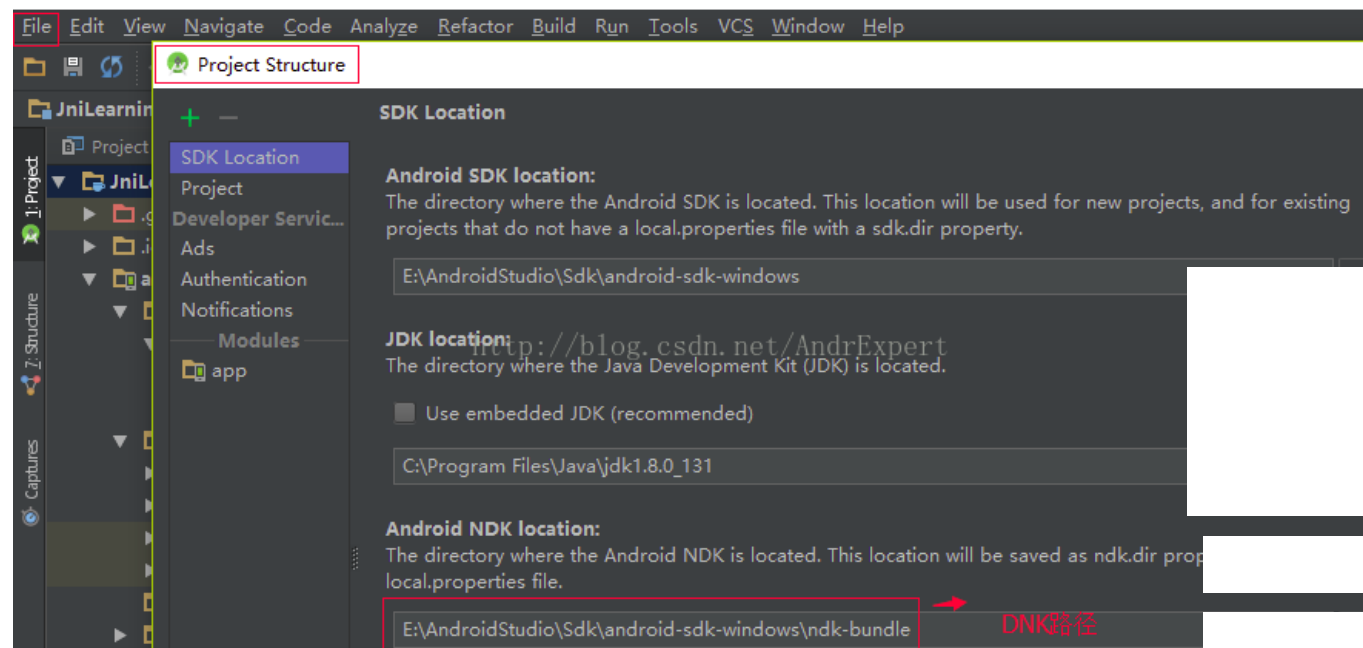 File Edit View Navigate Code Analyze Refactor Build Run Tools VCS Window Help
Project Structure
JniLearnin
Project
1: Project
JniL
.g
.i
a
7: Structure
Captures
SDK Location
Project
Developer Servic...
Ads
Authentication
Notifications
Modules
app
SDK Location
Android SDK location:
The directory where the Android SDK is located. This location will be used for new projects, and for existing
projects that do not have a local.properties file with a sdk.dir property.
E:\AndroidStudio\Sdk\android-sdk-windows
JDK location:
http://blog.csdn.net/AndrExpert
The directory where the Java Development Kit (JDK) is located.
Use embedded JDK (recommended)
C:\Program Files\Java\jdk1.8.0_131
Android NDK location:
The directory where the Android NDK is located. This location will be saved as ndk.dir prop
local.properties file.
E:\AndroidStudio\Sdk\android-sdk-windows\ndk-bundle
DNK路径